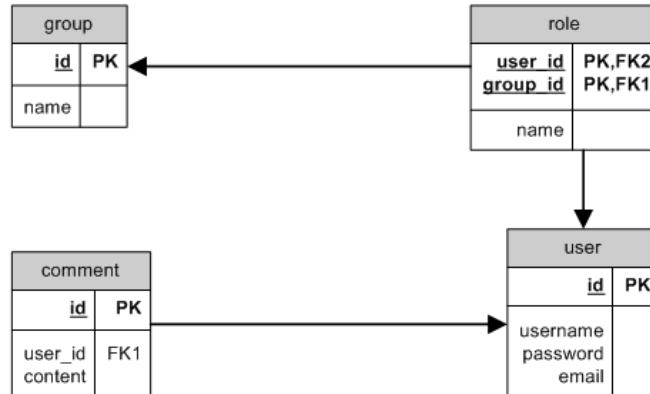 group
id PK
name
role
user_id PK,FK2
group_id PK,FK1
name
comment
id PK
user_id FK1
content
user
id PK
username
password
email